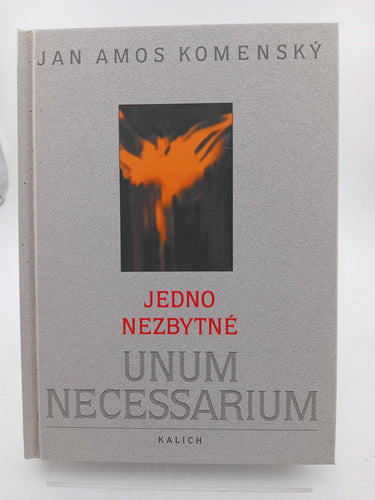 JAN AMOS KOMENSKÝ
JEDNO
NEZBYTNÉ
UNUM
NECESSARIUM
KALICH